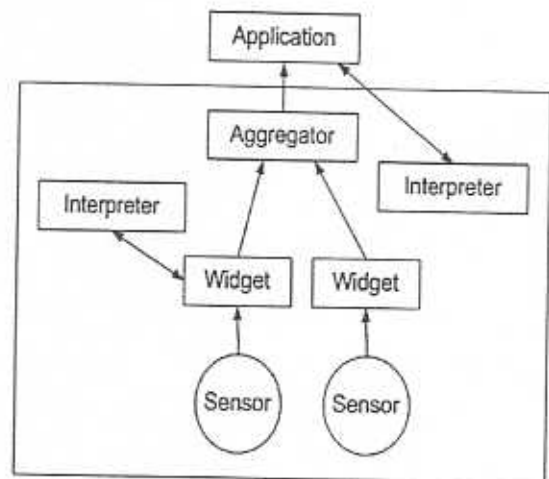 Application
Aggregator
Interpreter
Interpreter
Widget
Widget
Sensor
Sensor